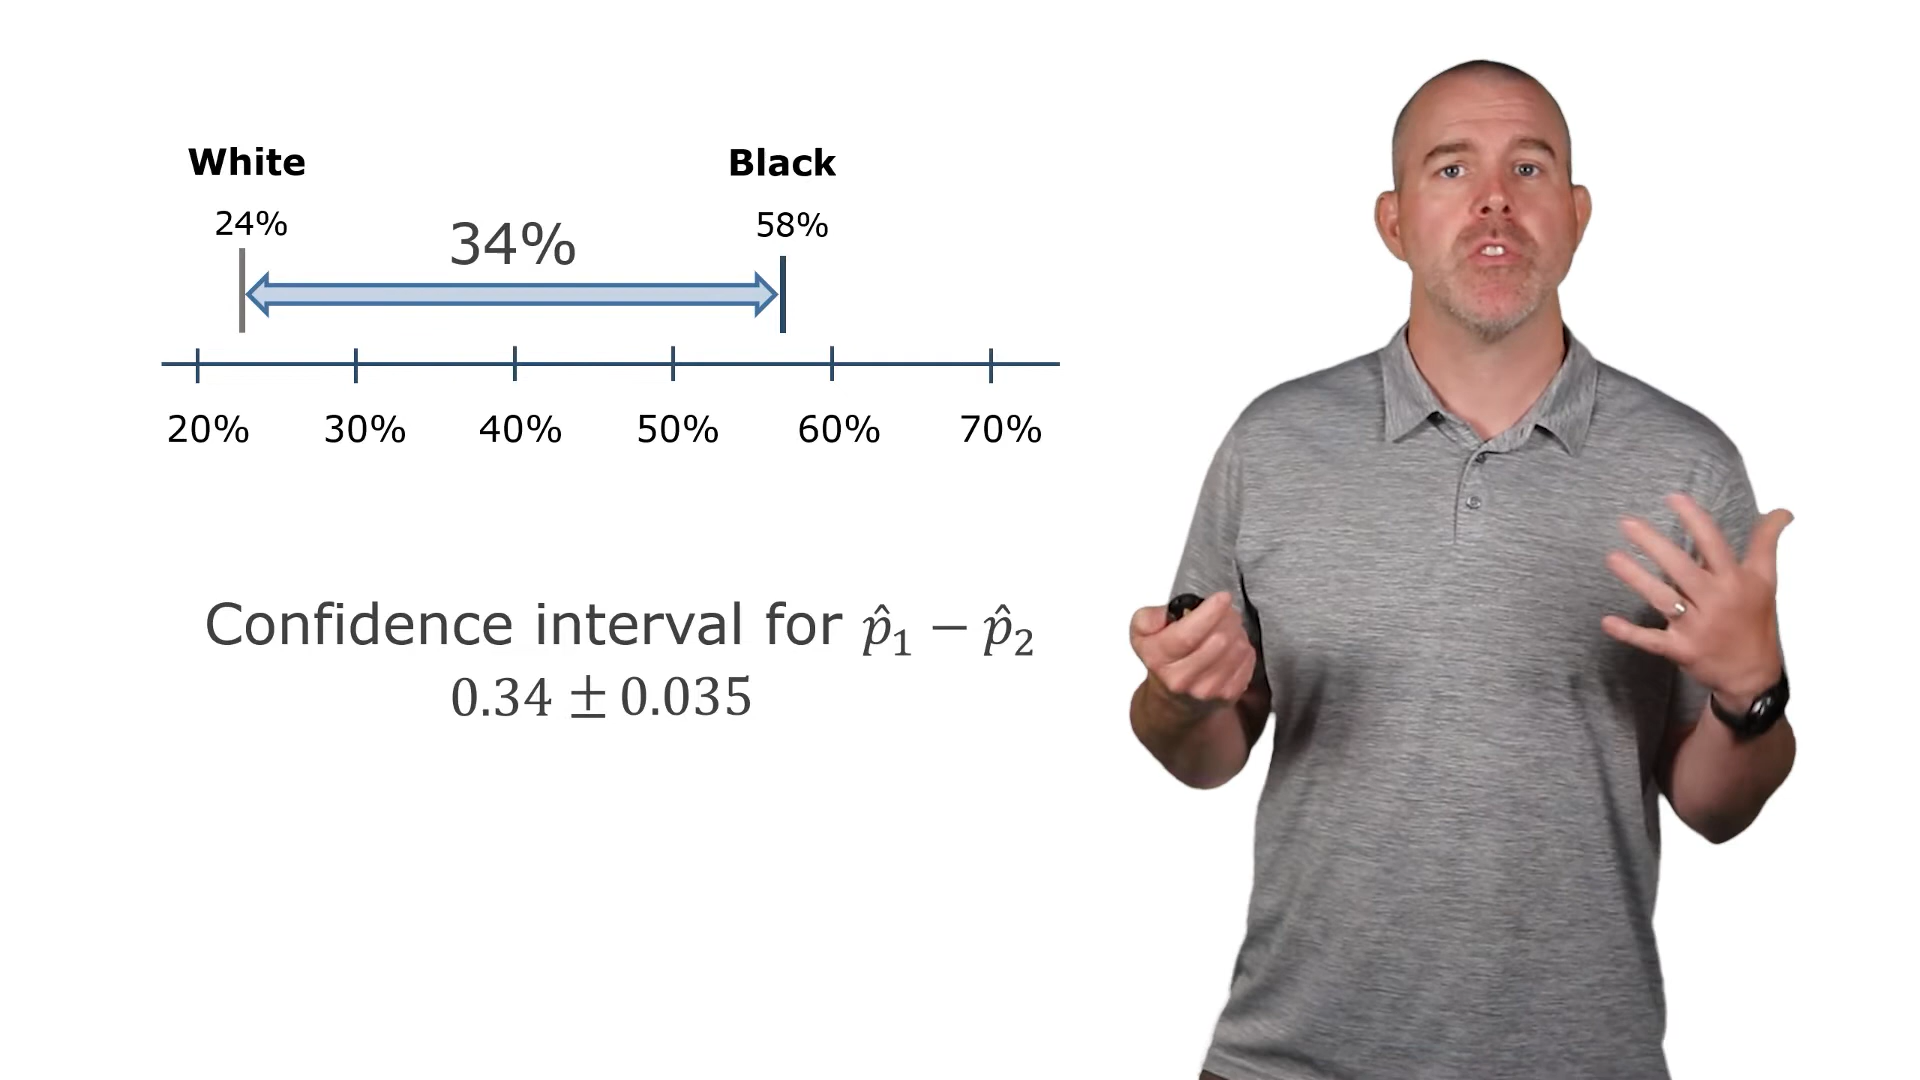 White Black
24% 34% 58%
20% 30% 40% 50% 60% 70%
Confidence interval for p̂₁ − p̂₂
0.34 ± 0.035